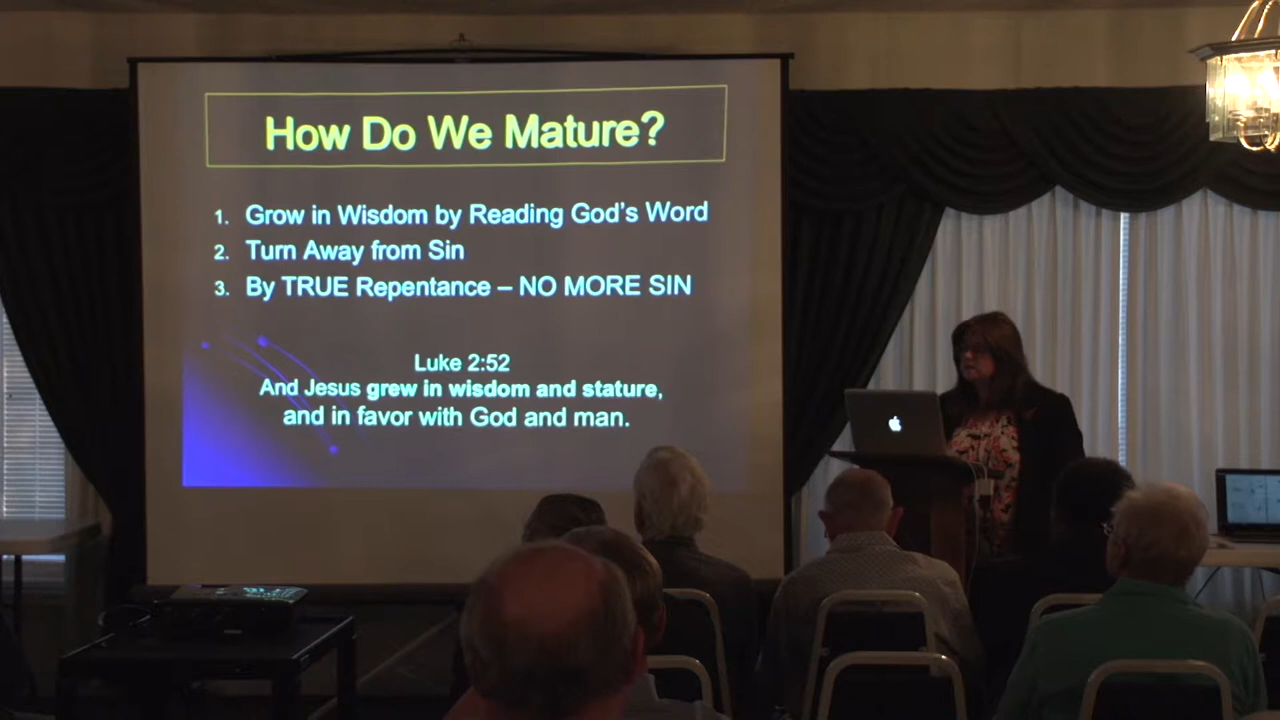 How Do We Mature?
1. Grow in Wisdom by Reading God's Word
2. Turn Away from Sin
3. By TRUE Repentance – NO MORE SIN
Luke 2:52
And Jesus grew in wisdom and stature,
and in favor with God and man.